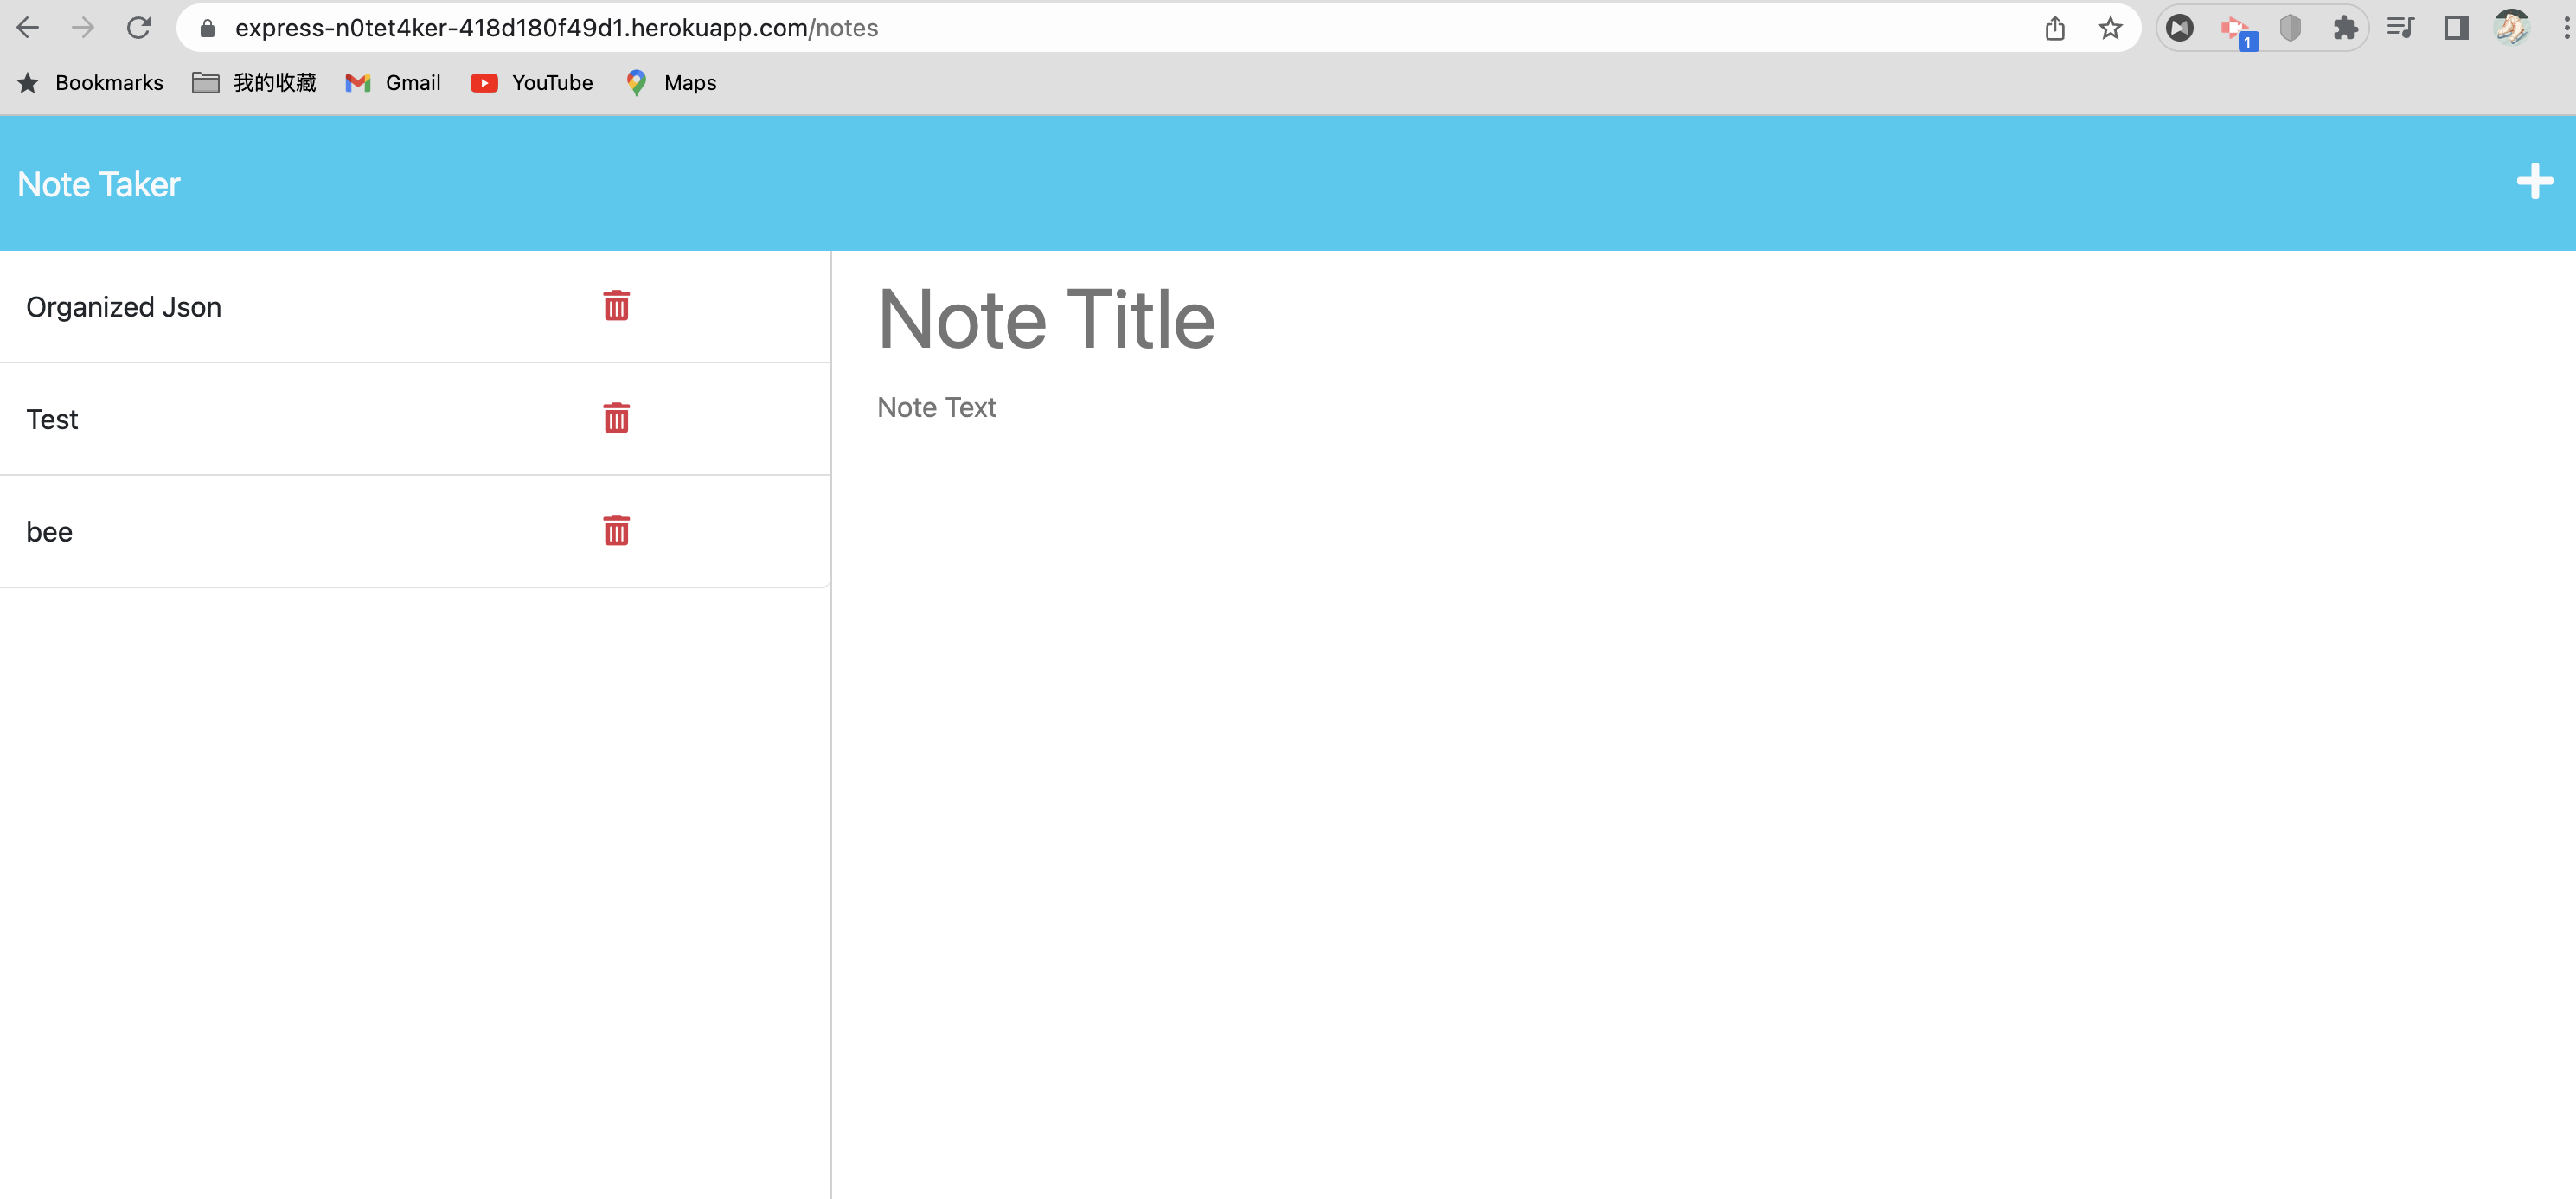 express-n0tet4ker-418d180f49d1.herokuapp.com/notes
1
Bookmarks 我的收藏 Gmail YouTube Maps
Note Taker
Organized Json
Test
bee
Note Title
Note Text